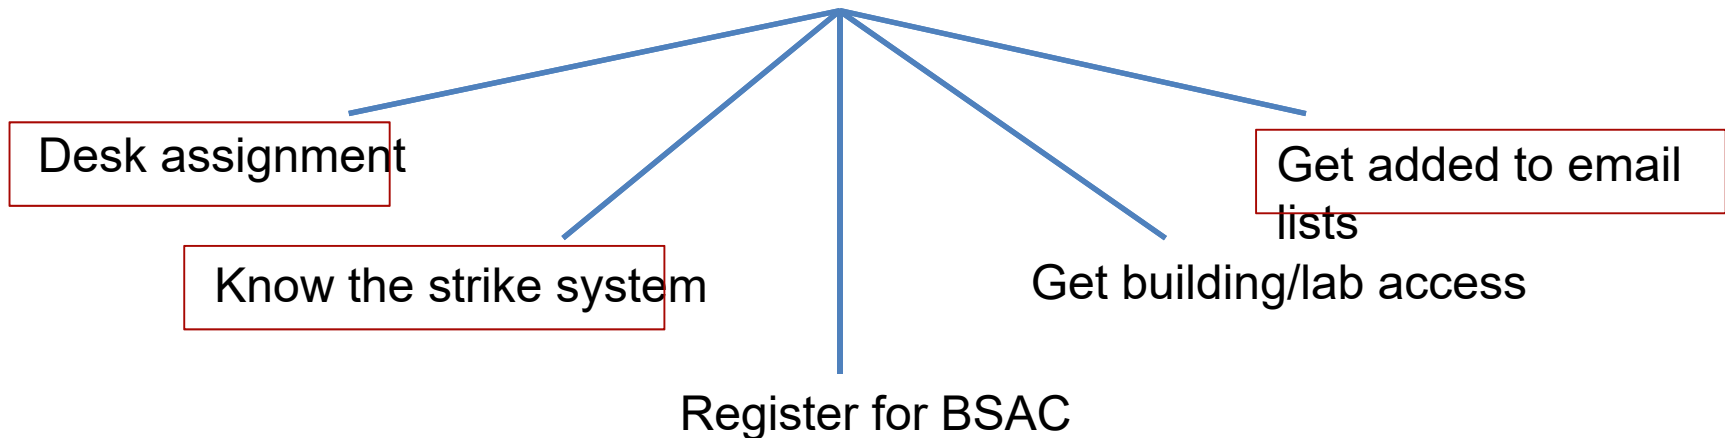 Desk assignment
Get added to email
lists
Know the strike system
Get building/lab access
Register for BSAC